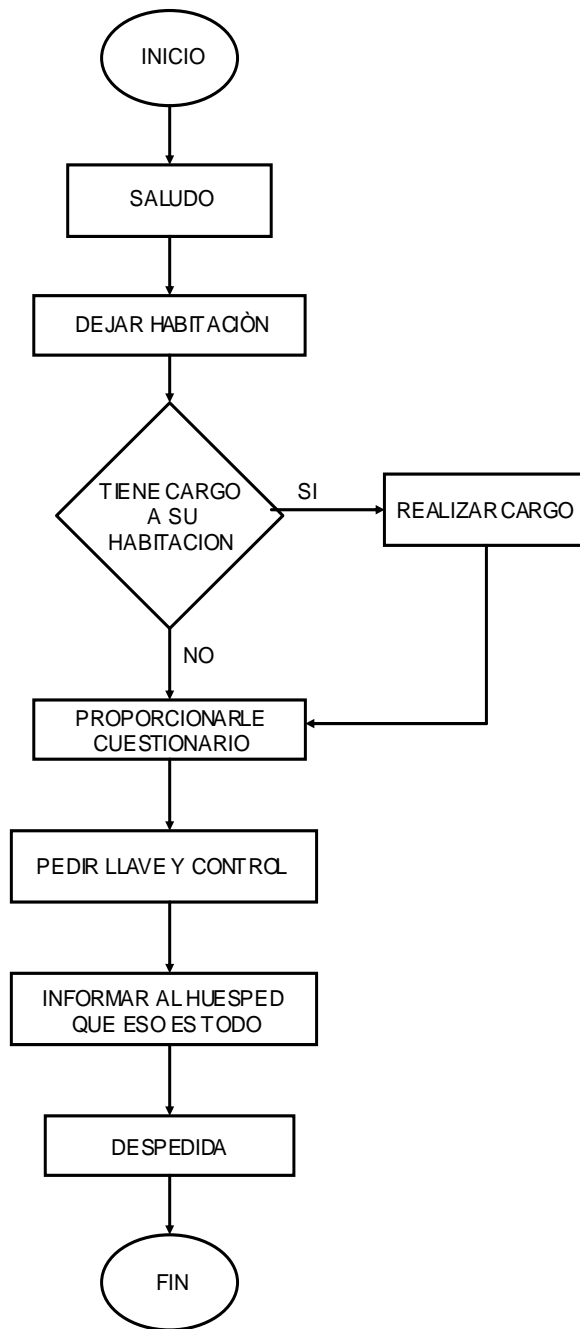 INICIO
SALUDO
DEJAR HABITACIÒN
TIENE CARGO
A SU
HABITACION
SI
REALIZAR CARGO
NO
PROPORCIONARLE
CUESTIONARIO
PEDIR LLAVE Y CONTROL
INFORMAR AL HUESPED
QUE ESO ES TODO
DESPEDIDA
FIN